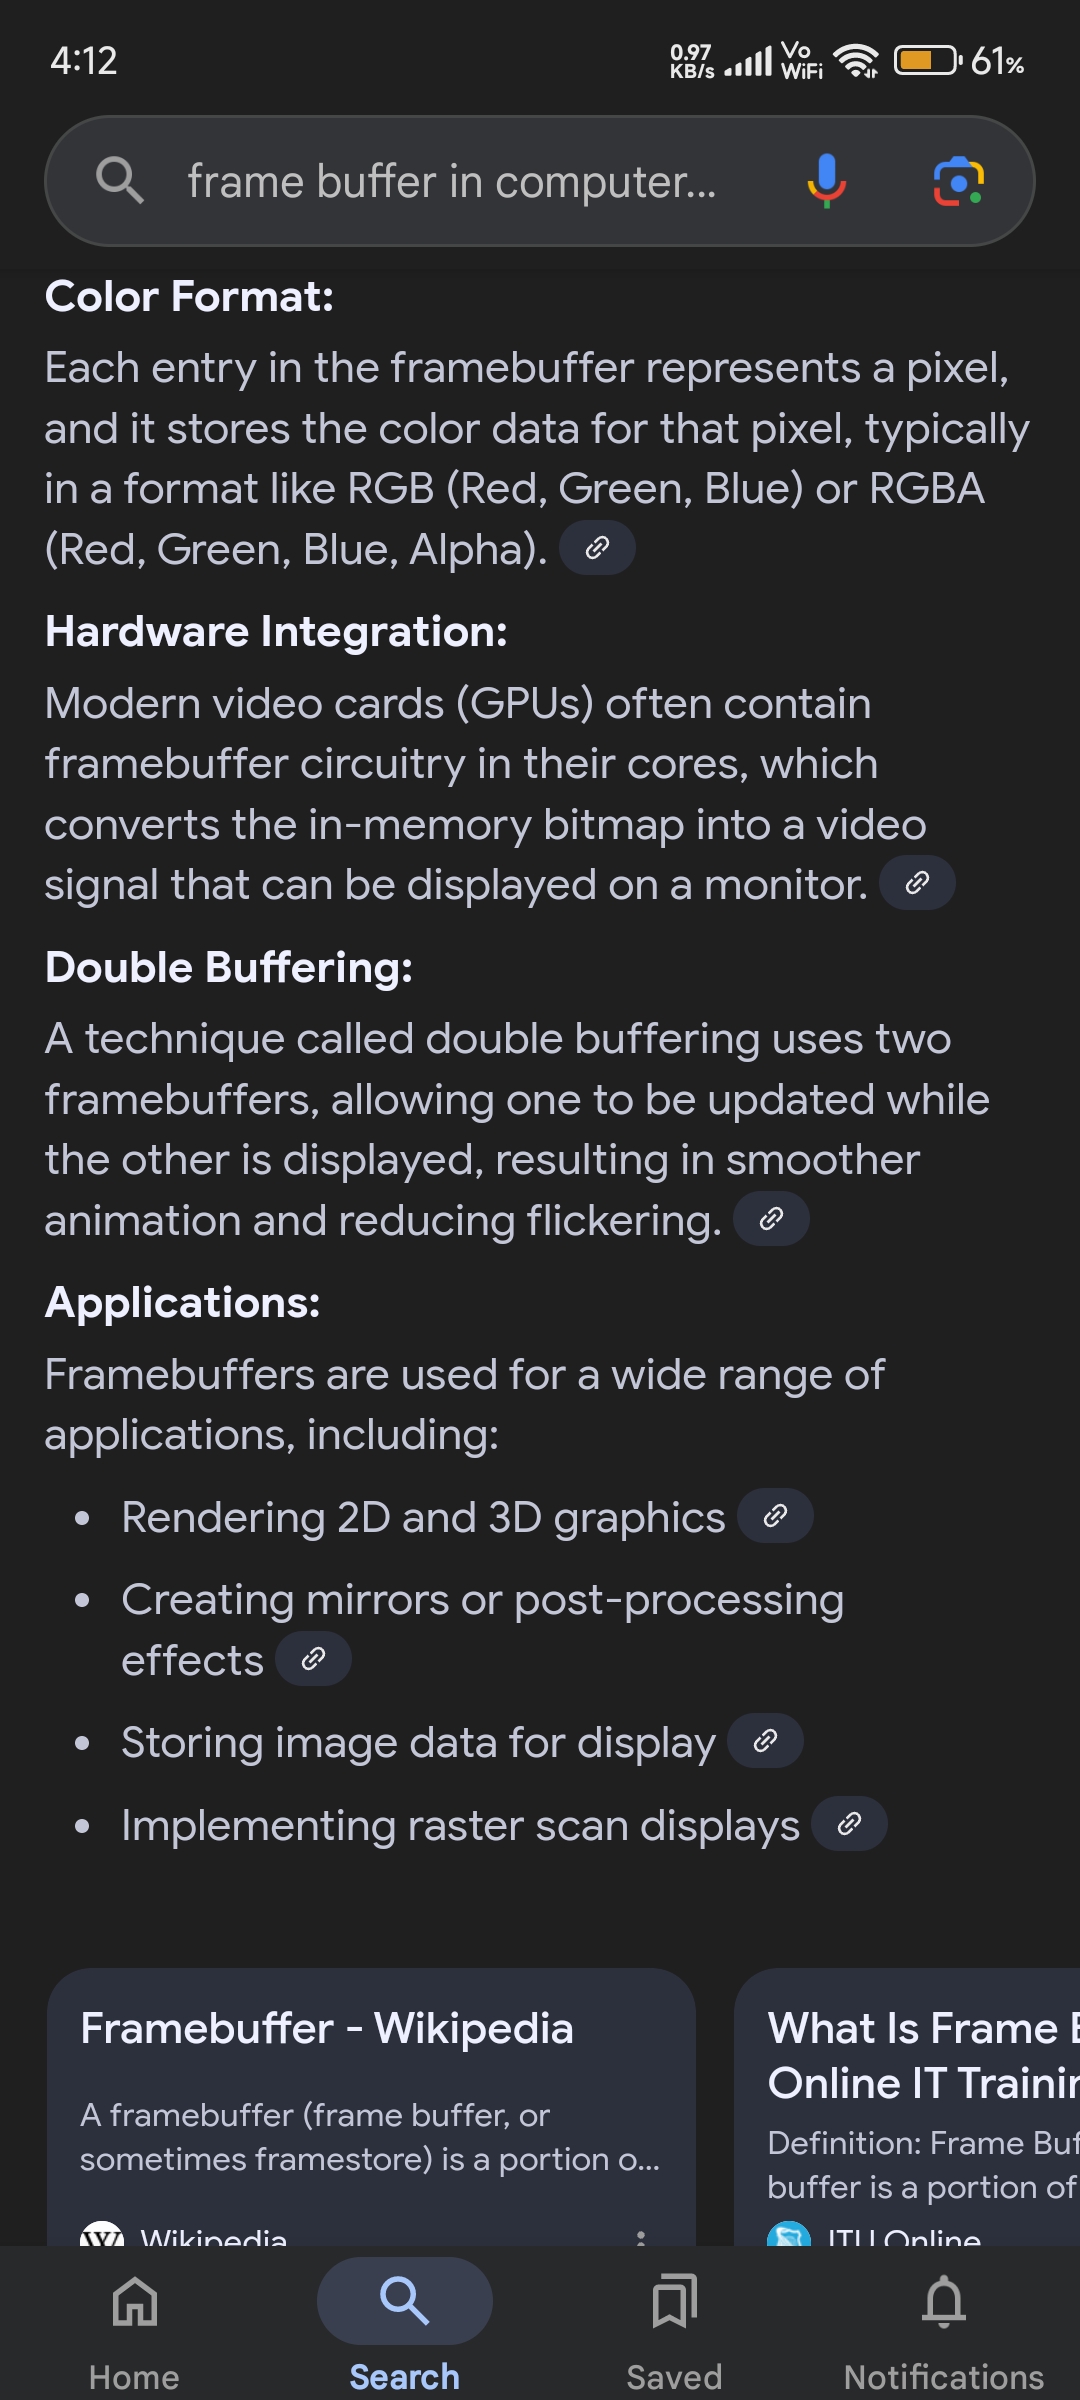 4:12
0.97 KB/s Vo WiFi 61%
frame buffer in computer...
Color Format:
Each entry in the framebuffer represents a pixel,
and it stores the color data for that pixel, typically
in a format like RGB (Red, Green, Blue) or RGBA
(Red, Green, Blue, Alpha).
Hardware Integration:
Modern video cards (GPUs) often contain
framebuffer circuitry in their cores, which
converts the in-memory bitmap into a video
signal that can be displayed on a monitor.
Double Buffering:
A technique called double buffering uses two
framebuffers, allowing one to be updated while
the other is displayed, resulting in smoother
animation and reducing flickering.
Applications:
Framebuffers are used for a wide range of
applications, including:
• Rendering 2D and 3D graphics
• Creating mirrors or post-processing
effects
• Storing image data for display
• Implementing raster scan displays
Framebuffer - Wikipedia
A framebuffer (frame buffer, or
sometimes framestore) is a portion o...
Wikipedia
What Is Frame
Online IT
Definition: Frame
buffer is a portion of
ITU Online
Home
Search
Saved
Notifications